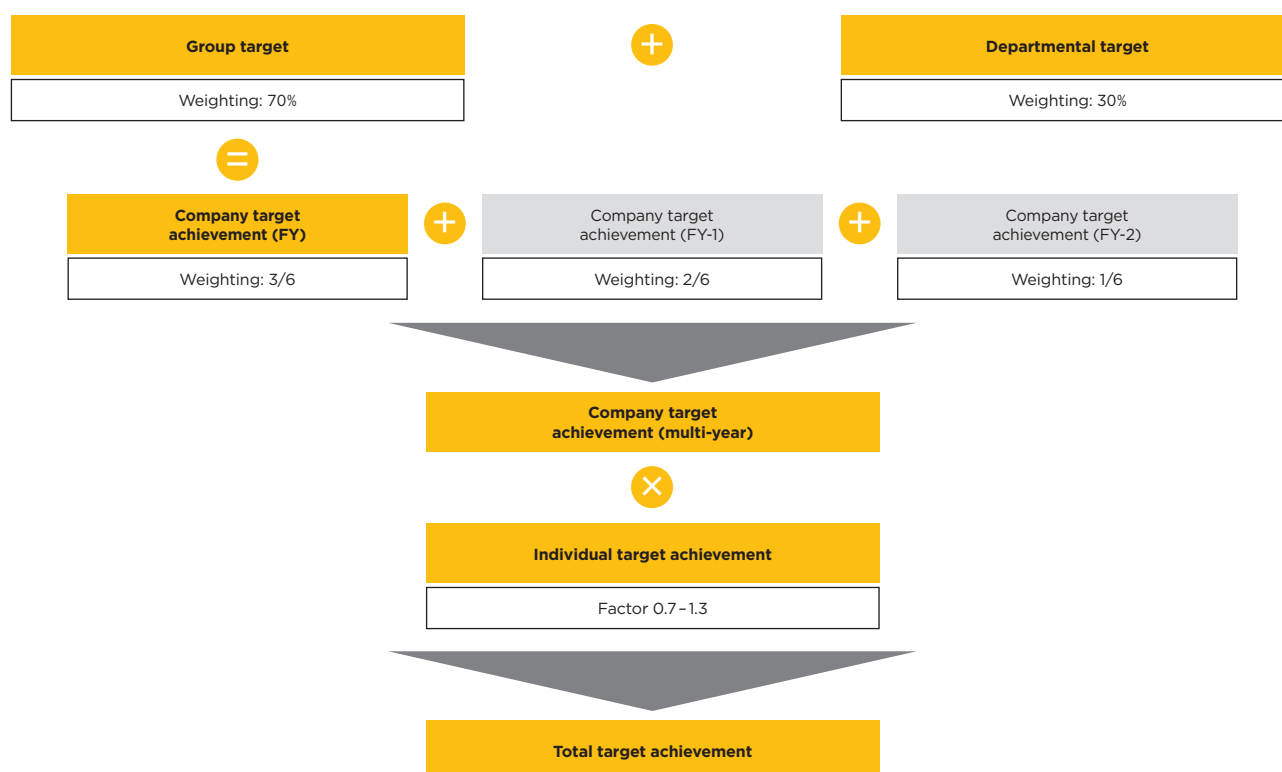 Group target
+
Departmental target
Weighting: 70%
Weighting: 30%
=
Company target
achievement (FY)
+
Company target
achievement (FY-1)
+
Company target
achievement (FY-2)
Weighting: 3/6
Weighting: 2/6
Weighting: 1/6
Company target
achievement (multi-year)
×
Individual target achievement
Factor 0.7–1.3
Total target achievement